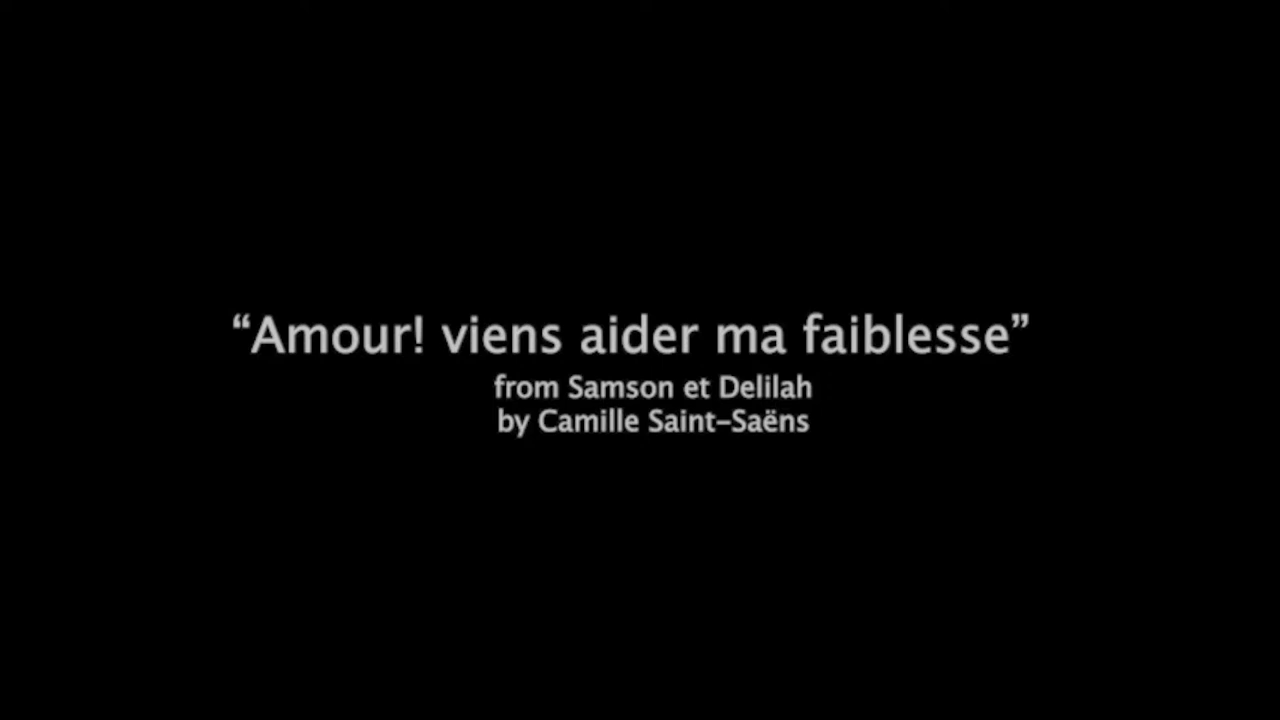 “Amour! viens aider ma faiblesse”
from Samson et Delilah
by Camille Saint-Saëns